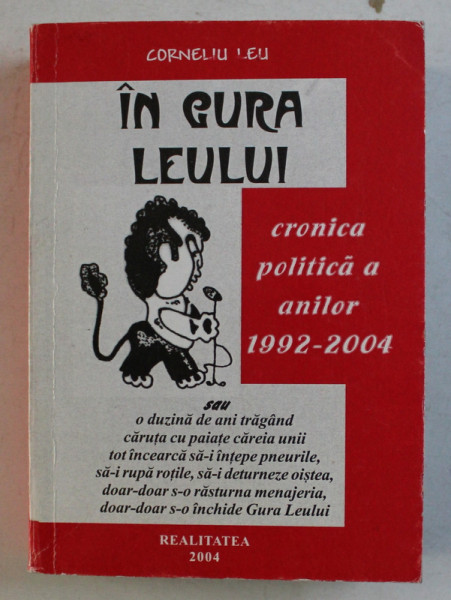 CORNELIU LEU
ÎN GURA
LEULUI
cronica
politică a
anilor
1992-2004
sau
o duzină de ani trăgând
căruța cu paiațe căreia unii
tot încearcă să-i înțepe pneurile,
să-i rupă roțile, să-i deturneze oiștea,
doar-doar s-o răsturna menajeria,
doar-doar s-o închide Gura Leului
REALITATEA
2004